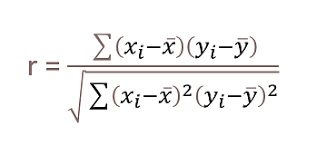 r = ∑(xᵢ−x̄)(yᵢ−ȳ) / √∑(xᵢ−x̄)²(yᵢ−ȳ)²